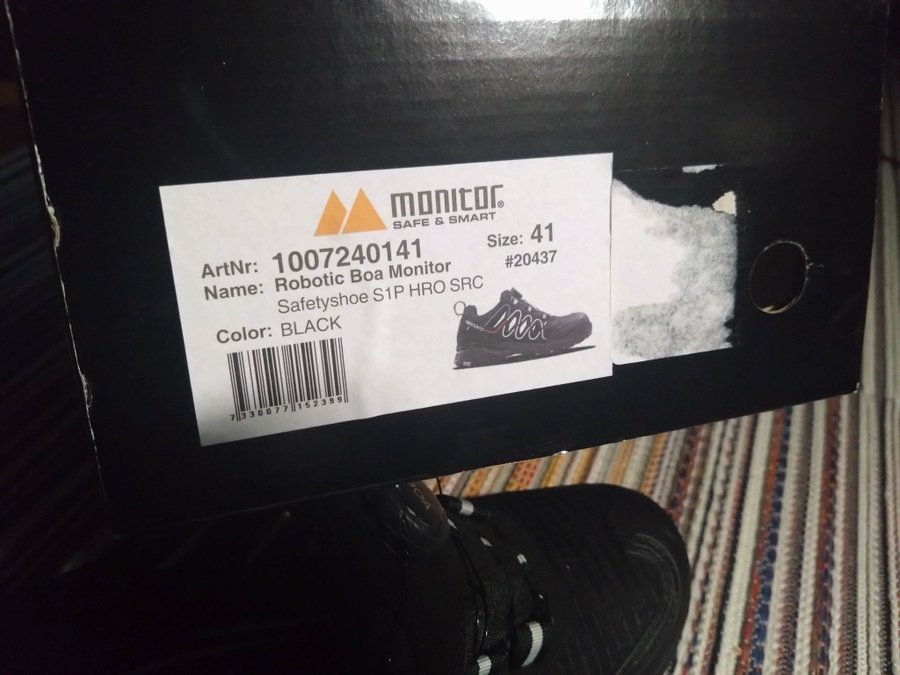 monitor®
SAFE & SMART
ArtNr: 1007240141
Size: 41
Name: Robotic Boa Monitor
#20437
Safetyshoe S1P HRO SRC
Color: BLACK
7 330077 152399